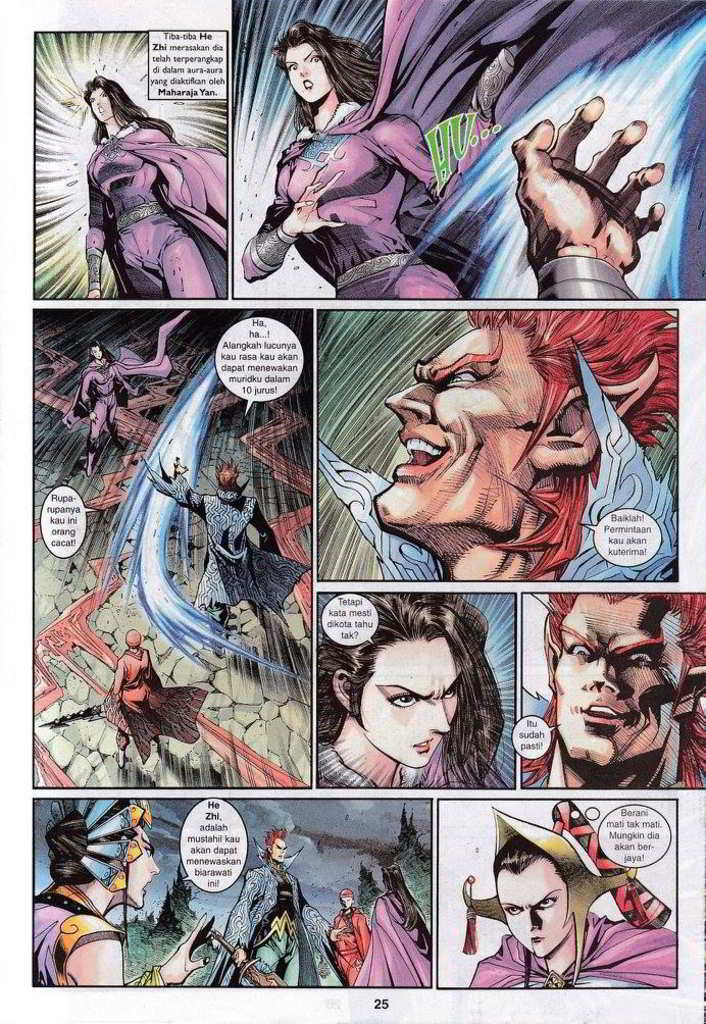 Tiba-tiba He
Zhi merasakan dia
telah terperangkap
di dalam aura-aura
yang diaktifkan oleh
Maharaja Yan.
HU...
Ha,
ha...!
Alangkah lucunya
kau rasa kau akan
dapat menewakan
muridku dalam
10 jurus!
Rupa-
rupanya
kau ini
orang
cacat!
Baiklah!
Permintaan
kau akan
kuterima!
Tetapi
kata mesti
dikota tahu
tak?
Itu
sudah
pasti!
He
Zhi,
adalah
mustahil kau
akan dapat
menewaskan
biarawati
ini!
Berani
mati tak mati.
Mungkin dia
akan ber-
jaya!
25